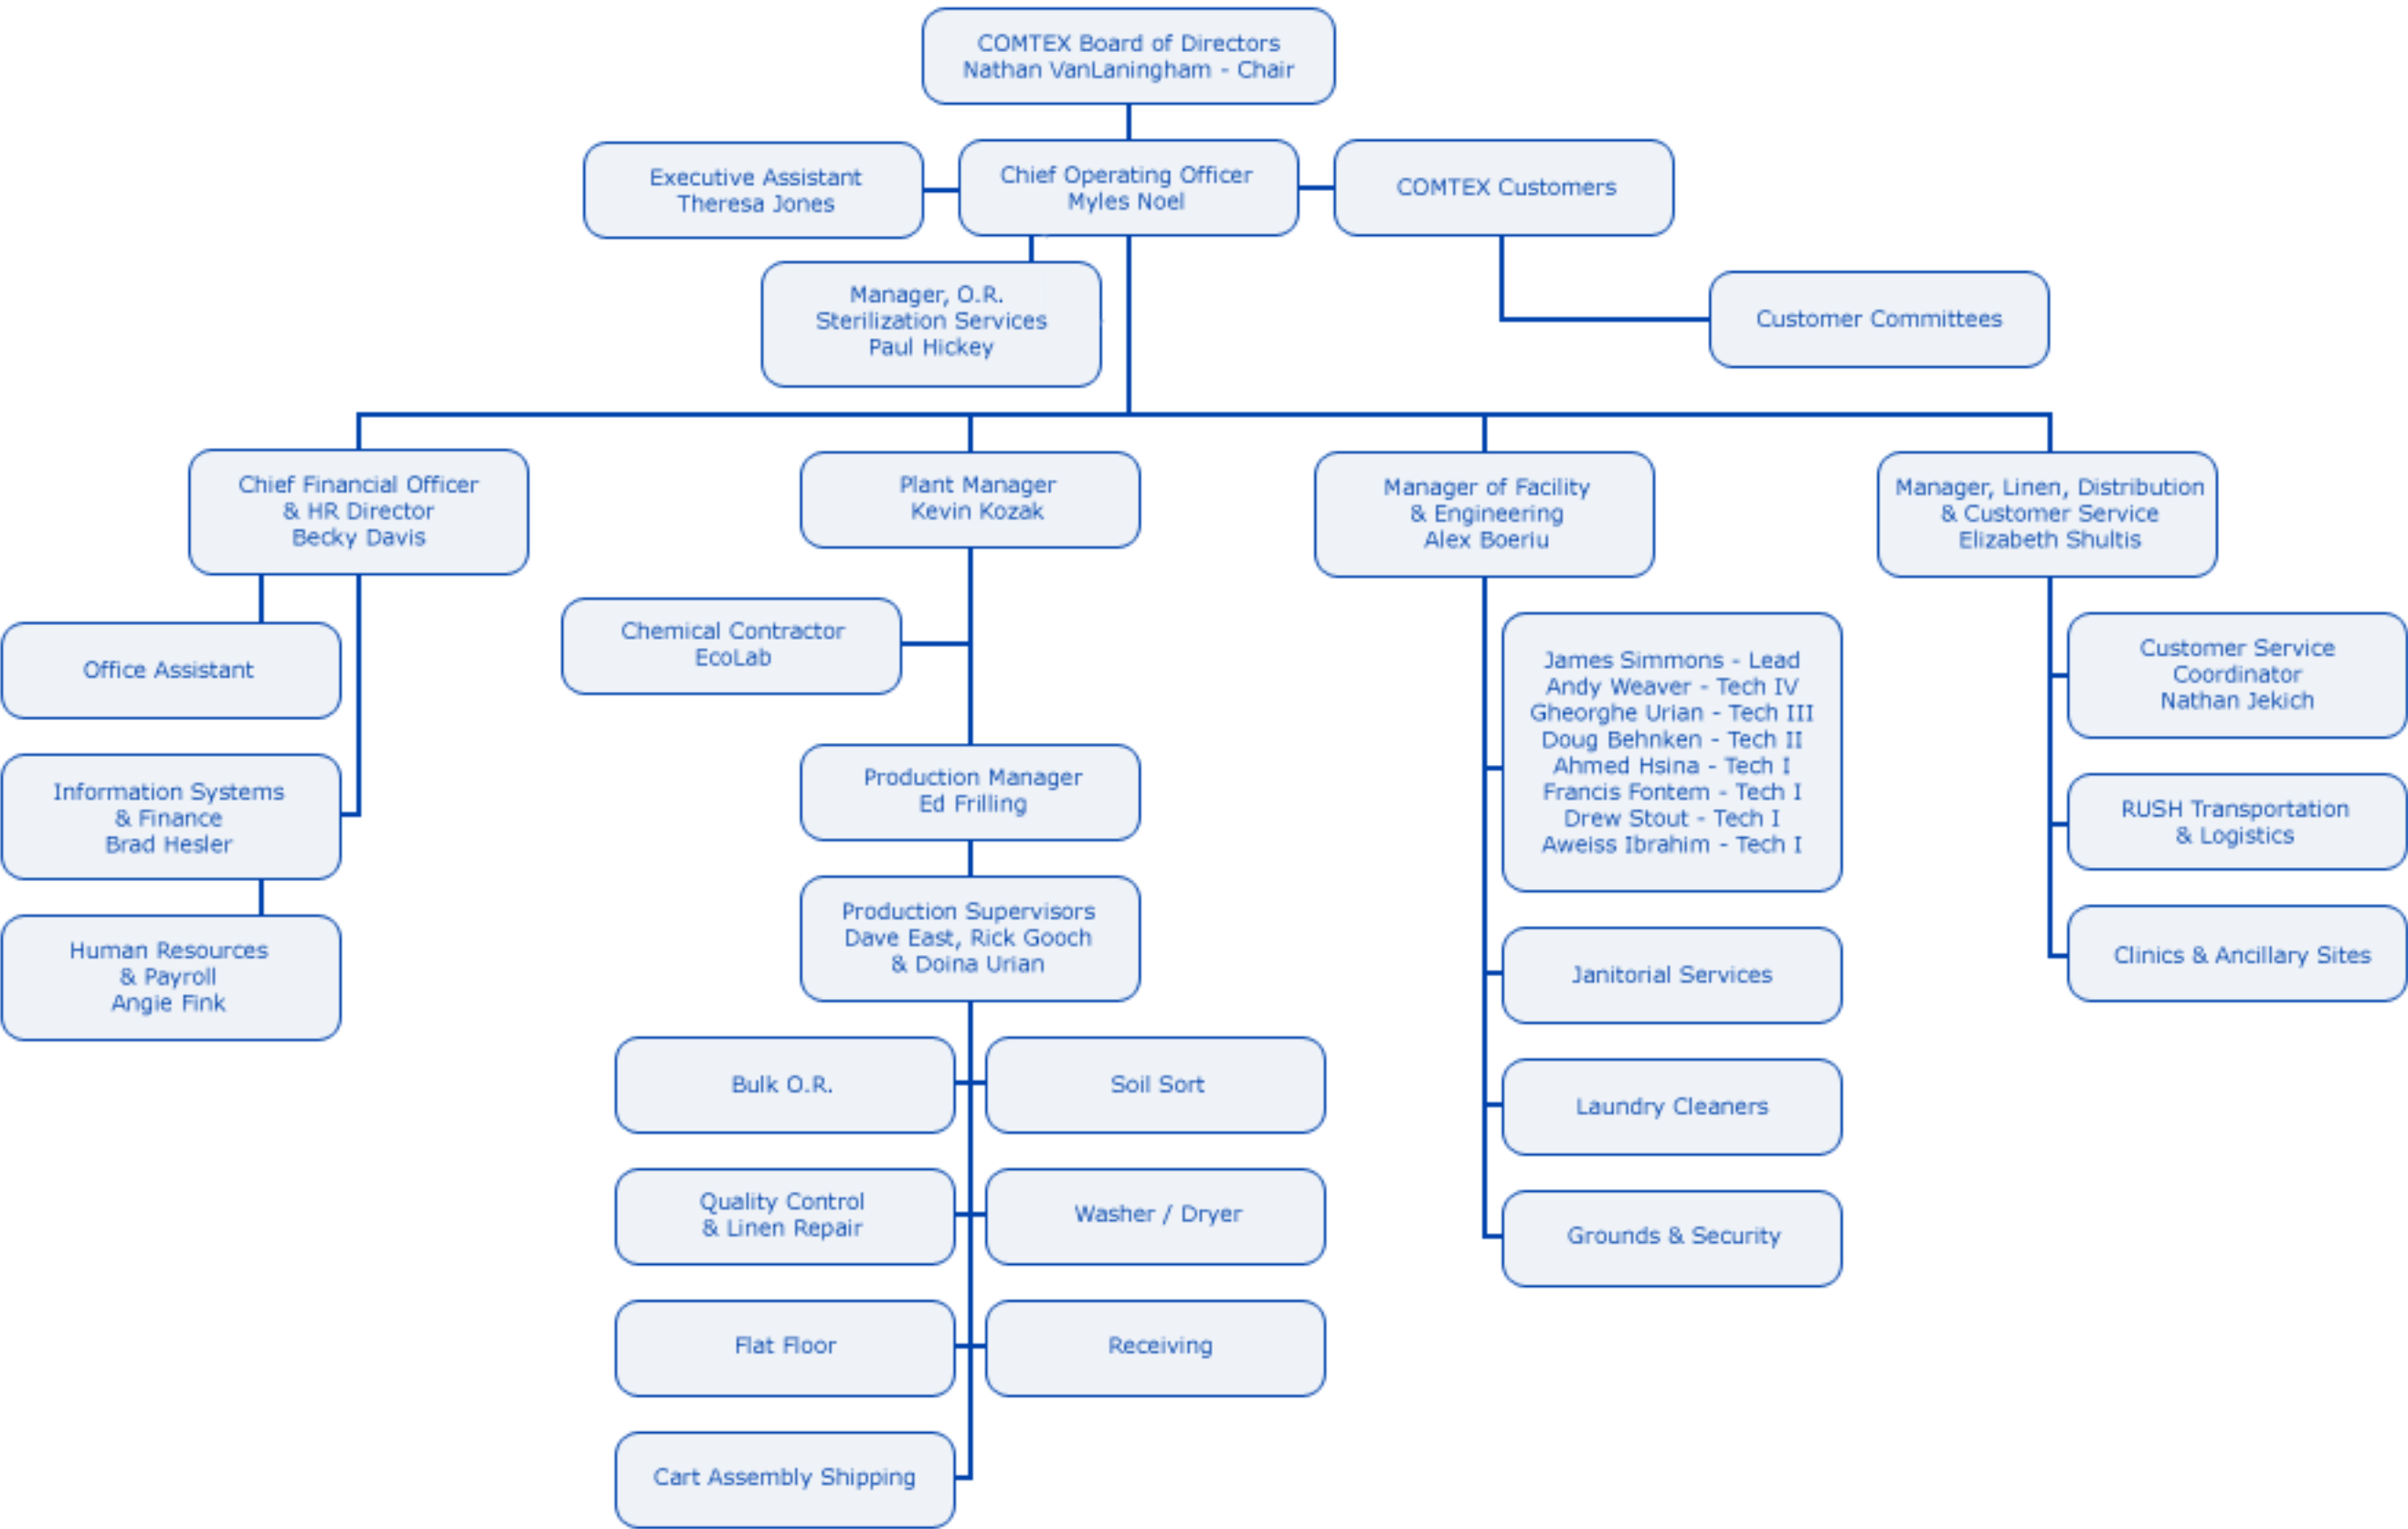 COMTEX Board of Directors
Nathan VanLaningham - Chair
Executive Assistant
Theresa Jones
Chief Operating Officer
Myles Noel
COMTEX Customers
Manager, O.R.
Sterilization Services
Paul Hickey
Customer Committees
Chief Financial Officer
& HR Director
Becky Davis
Plant Manager
Kevin Kozak
Manager of Facility
& Engineering
Alex Boeriu
Manager, Linen, Distribution
& Customer Service
Elizabeth Shultis
Office Assistant
Information Systems
& Finance
Brad Hesler
Human Resources
& Payroll
Angie Fink
Chemical Contractor
EcoLab
Production Manager
Ed Frilling
Production Supervisors
Dave East, Rick Gooch
& Doina Urian
Bulk O.R.
Soil Sort
Quality Control
& Linen Repair
Washer / Dryer
Flat Floor
Receiving
Cart Assembly Shipping
James Simmons - Lead
Andy Weaver - Tech IV
Gheorghe Urian - Tech III
Doug Behnken - Tech II
Ahmed Hsina - Tech I
Francis Fontem - Tech I
Drew Stout - Tech I
Aweiss Ibrahim - Tech I
Janitorial Services
Laundry Cleaners
Grounds & Security
Customer Service
Coordinator
Nathan Jekich
RUSH Transportation
& Logistics
Clinics & Ancillary Sites